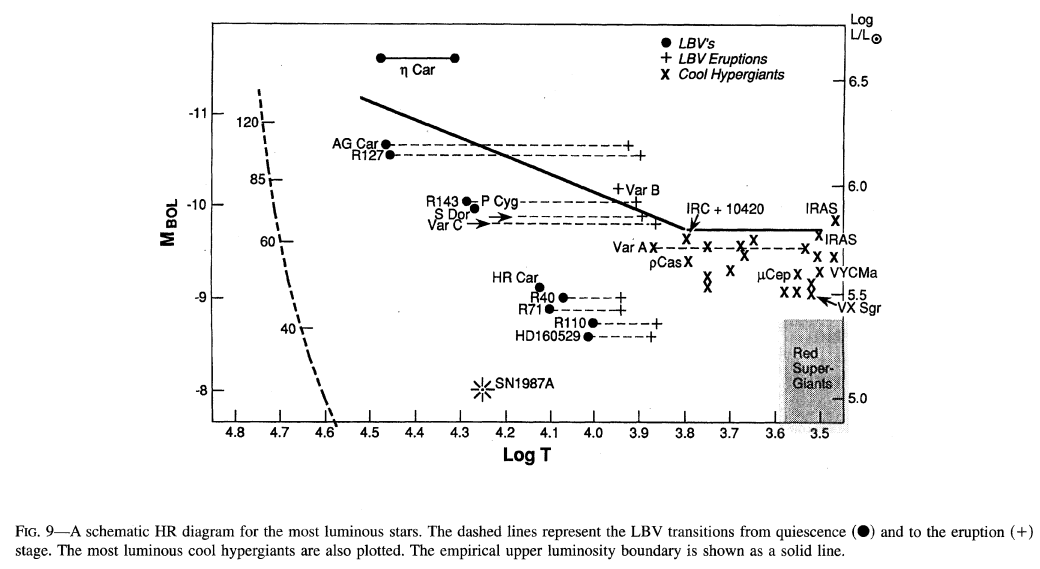 Log
L/L⊙
● LBV's
+ LBV Eruptions
x Cool Hypergiants
η Car
6.5
-11
120
AG Car
R127
85
6.0
Var B
-10
R143
P Cyg
IRC + 10420
IRAS
S Dor
Var C
M BOL
60
Var A
IRAS
ρCas
μCep
VYCMa
HR Car
-9
R40
5.5
R71
VX Sgr
R110
40
HD160529
Red
Super-
Giants
SN1987A
-8
5.0
4.8 4.7 4.6 4.5 4.4 4.3 4.2 4.1 4.0 3.9 3.8 3.7 3.6 3.5
Log T
FIG. 9—A schematic HR diagram for the most luminous stars. The dashed lines represent the LBV transitions from quiescence (●) and to the eruption (+)
stage. The most luminous cool hypergiants are also plotted. The empirical upper luminosity boundary is shown as a solid line.